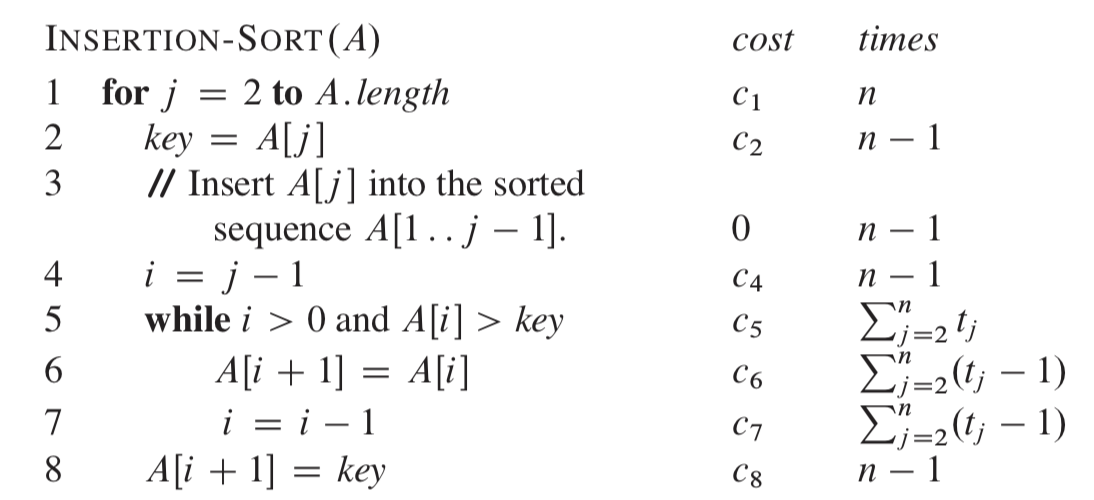 INSERTION-SORT(A) cost times
1 for j = 2 to A.length c₁ n
2 key = A[j] c₂ n − 1
3 // Insert A[j] into the sorted
sequence A[1 . . j − 1]. 0 n − 1
4 i = j − 1 c₄ n − 1
5 while i > 0 and A[i] > key c₅ ∑ⁿⱼ₌₂ tⱼ
6 A[i + 1] = A[i] c₆ ∑ⁿⱼ₌₂(tⱼ − 1)
7 i = i − 1 c₇ ∑ⁿⱼ₌₂(tⱼ − 1)
8 A[i + 1] = key c₈ n − 1